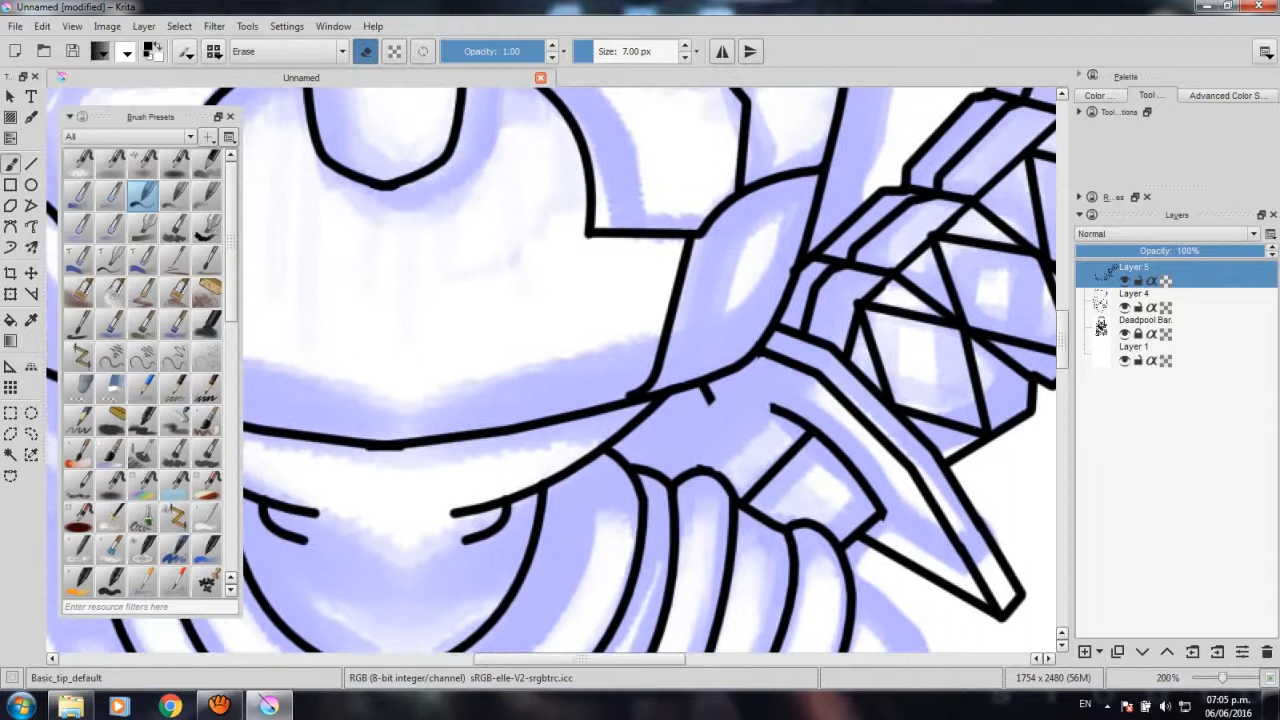 Unnamed [modified] – Krita
File Edit View Image Layer Select Filter Tools Settings Window Help
Erase Opacity: 1.00 Size: 7.00 px
T... Unnamed Palette
Brush Presets Color ... Tool ... Advanced Color S...
Tool...tions
All
R...es
Layers
Normal
Opacity: 100%
Layer 5
Layer 4
Deadpool Bar.
Layer 1
Enter resource filters here
Basic_tip_default RGB (8-bit integer/channel) sRGB-elle-V2-srgbtrc.icc 1754 x 2480 (56M) 200%
EN 07:05 p.m.
06/06/2016